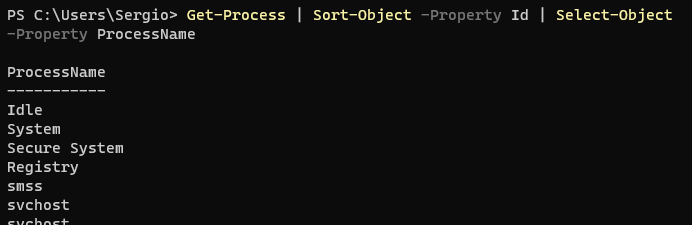 PS C:\Users\Sergio> Get-Process | Sort-Object -Property Id | Select-Object
-Property ProcessName
ProcessName
-----------
Idle
System
Secure System
Registry
smss
svchost
svchost